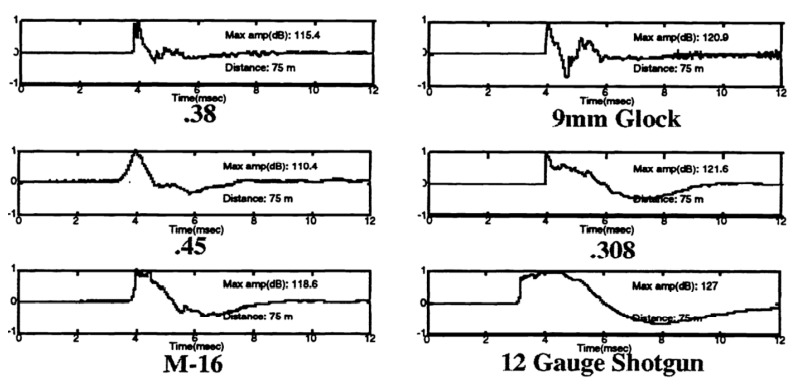 1
0
-1
Max amp(dB): 115.4
Distance: 75 m
0 2 4 6 8 10 12
Time(msec)
.38
1
0
-1
Max amp(dB): 120.9
Distance: 75 m
0 2 4 6 8 10 12
Time(msec)
9mm Glock
1
0
-1
Max amp(dB): 110.4
Distance: 75 m
0 2 4 6 8 10 12
Time(msec)
.45
1
0
-1
Max amp(dB): 121.6
Distance: 75 m
0 2 4 6 8 10 12
Time(msec)
.308
1
0
-1
Max amp(dB): 118.6
Distance: 75 m
0 2 4 6 8 10 12
Time(msec)
M-16
1
0
-1
Max amp(dB): 127
Distance: 75 m
0 2 4 6 8 10 12
Time(msec)
12 Gauge Shotgun